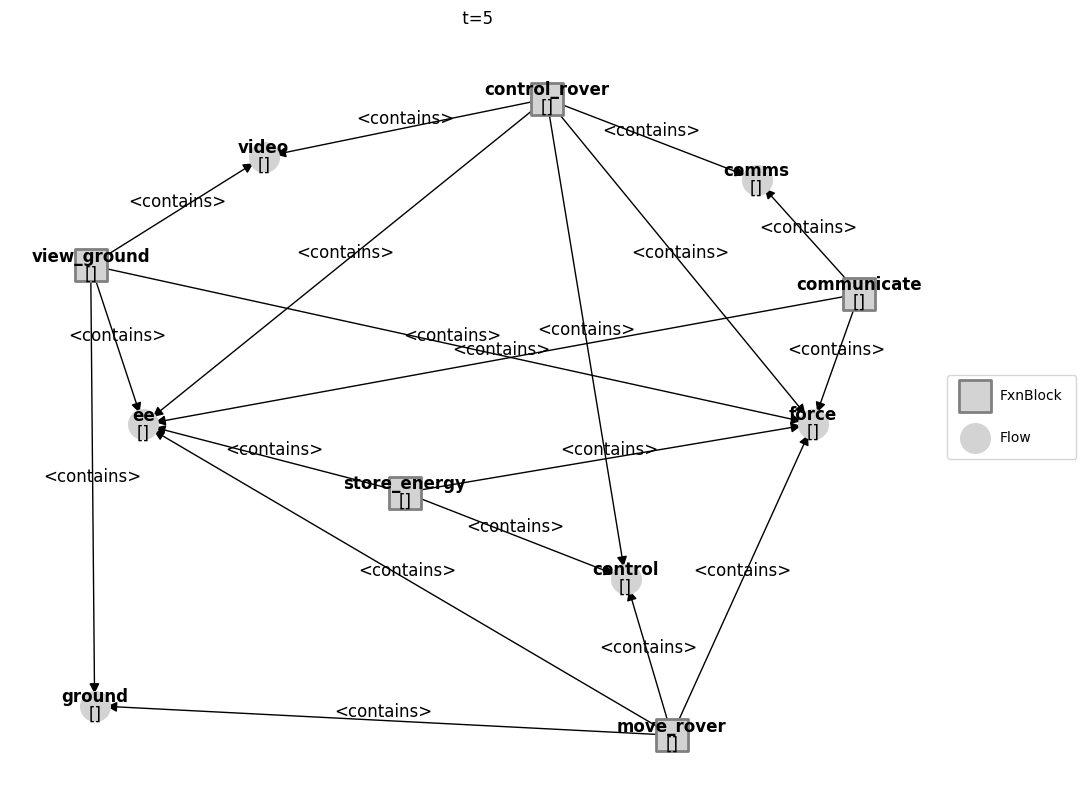 t=5
control_rover
[]
<contains>
video
[]
<contains>
comms
[]
<contains>
<contains>
view_ground
[]
<contains>
<contains>
communicate
[]
<contains>
<contains>
<contains>
<contains>
<contains>
FxnBlock
ee
[]
force
[]
Flow
<contains>
<contains>
<contains>
store_energy
[]
<contains>
control
[]
<contains>
<contains>
<contains>
ground
[]
<contains>
move_rover
[]